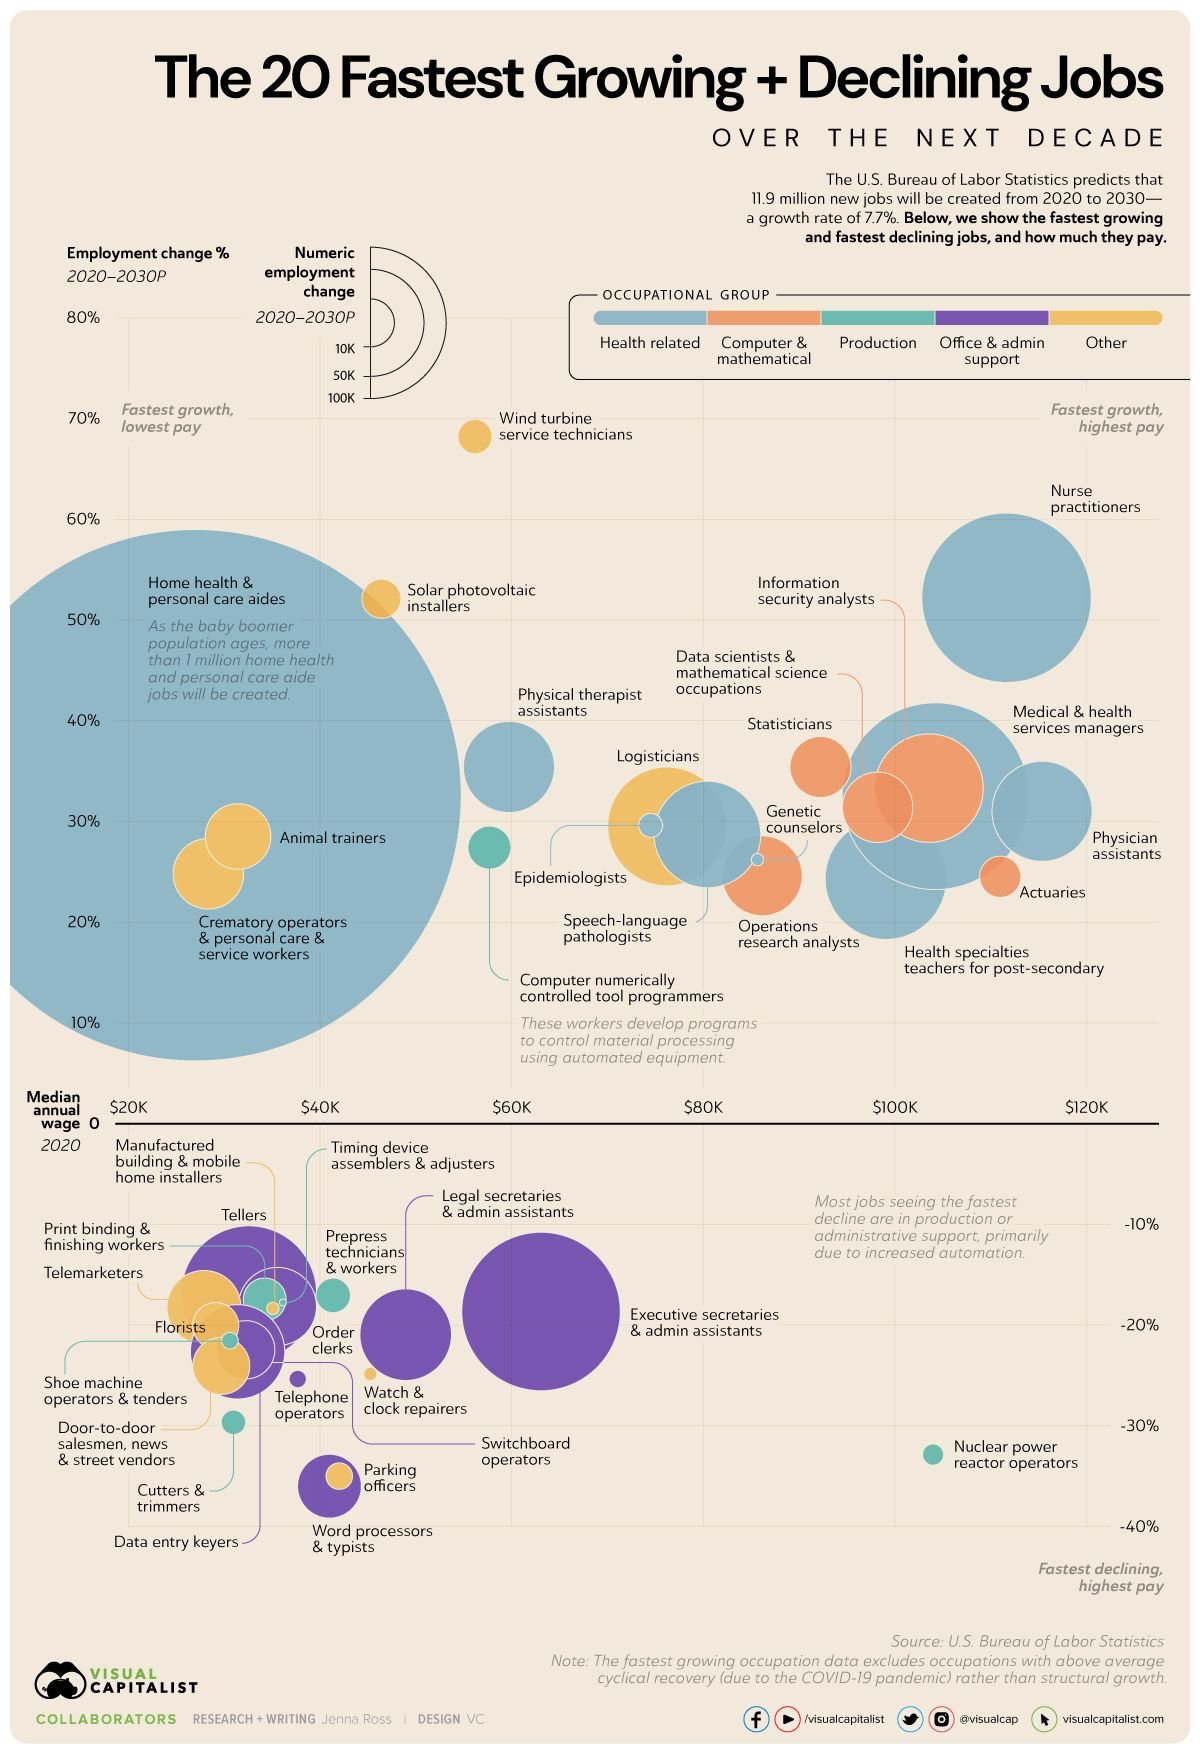 The 20 Fastest Growing + Declining Jobs
OVER THE NEXT DECADE
The U.S. Bureau of Labor Statistics predicts that
11.9 million new jobs will be created from 2020 to 2030—
a growth rate of 7.7%. Below, we show the fastest growing
and fastest declining jobs, and how much they pay.
Employment change %
2020–2030P
Numeric
employment
change
2020–2030P
10K
50K
100K
OCCUPATIONAL GROUP
Health related
Computer &
mathematical
Production
Office & admin
support
Other
80%
70%
60%
50%
40%
30%
20%
10%
Fastest growth,
lowest pay
Fastest growth,
highest pay
Wind turbine
service technicians
Nurse
practitioners
Home health &
personal care aides
As the baby boomer
population ages, more
than 1 million home health
and personal care aide
jobs will be created.
Solar photovoltaic
installers
Information
security analysts
Data scientists &
mathematical science
occupations
Physical therapist
assistants
Statisticians
Medical & health
services managers
Logisticians
Genetic
counselors
Animal trainers
Physician
assistants
Epidemiologists
Actuaries
Crematory operators
& personal care &
service workers
Speech-language
pathologists
Operations
research analysts
Health specialties
teachers for post-secondary
Computer numerically
controlled tool programmers
These workers develop programs
to control material processing
using automated equipment.
Median
annual
wage
2020
0
$20K
$40K
$60K
$80K
$100K
$120K
Manufactured
building & mobile
home installers
Timing device
assemblers & adjusters
Legal secretaries
& admin assistants
Most jobs seeing the fastest
decline are in production or
administrative support, primarily
due to increased automation.
-10%
-20%
-30%
-40%
Tellers
Print binding &
finishing workers
Prepress
technicians
& workers
Telemarketers
Executive secretaries
& admin assistants
Florists
Order
clerks
Shoe machine
operators & tenders
Telephone
operators
Watch &
clock repairers
Door-to-door
salesmen, news
& street vendors
Switchboard
operators
Nuclear power
reactor operators
Parking
officers
Cutters &
trimmers
Word processors
& typists
Data entry keyers
Fastest declining,
highest pay
Source: U.S. Bureau of Labor Statistics
Note: The fastest growing occupation data excludes occupations with above average
cyclical recovery (due to the COVID-19 pandemic) rather than structural growth.
VISUAL
CAPITALIST
COLLABORATORS RESEARCH + WRITING Jenna Ross | DESIGN VC
/visualcapitalist @visualcap visualcapitalist.com